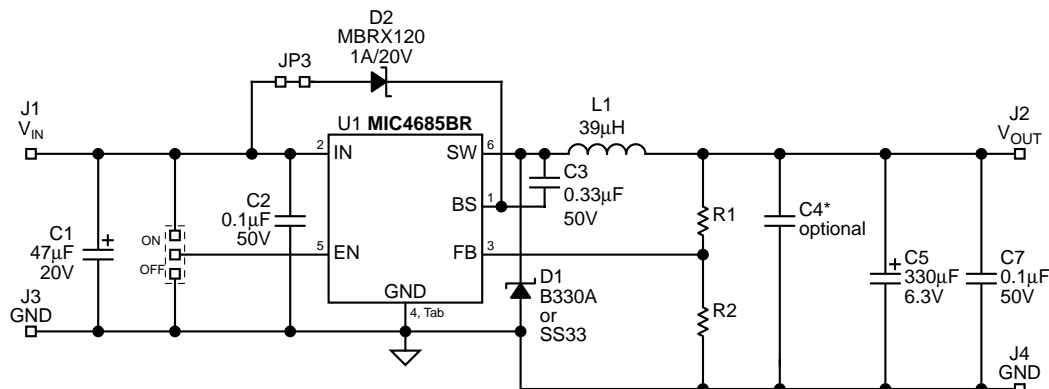 D2
MBRX120
1A/20V
JP3
J1
VIN
U1 MIC4685BR
L1
39µH
J2
VOUT
2
IN
SW
6
C3
0.33µF
50V
1
BS
C2
0.1µF
50V
C1
47µF
20V
+
ON
OFF
5
EN
FB
3
R1
C4*
optional
+
C5
330µF
6.3V
C7
0.1µF
50V
GND
4, Tab
D1
B330A
or
SS33
R2
J3
GND
J4
GND